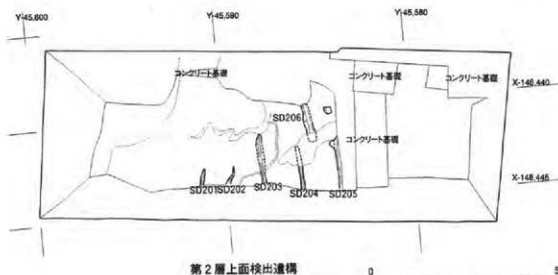 Y-45,600
Y-45,590
Y-45,580
コンクリート基礎
コンクリート基礎
コンクリート基礎
X-148,440
SD206
コンクリート基礎
X-148,445
SD201
SD202
SD203
SD204
SD205
第2層上面検出遺構
0